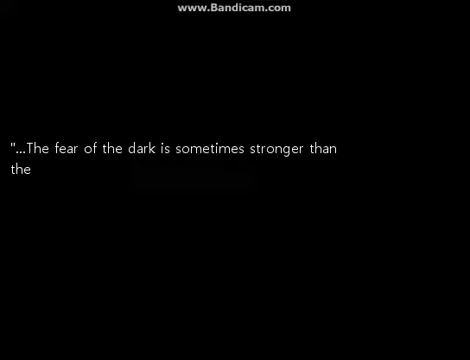 www.Bandicam.com
"...The fear of the dark is sometimes stronger than
the